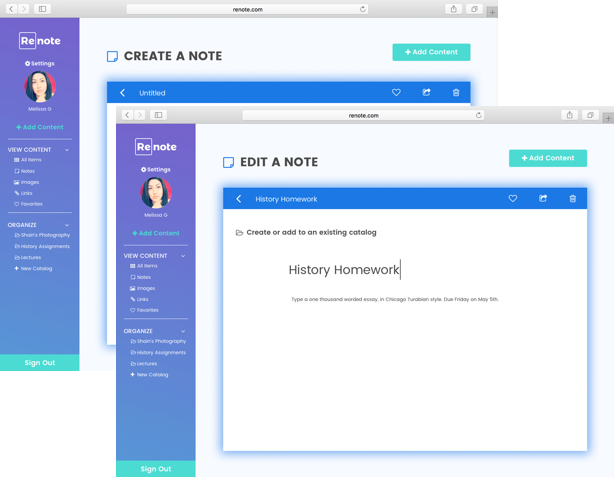 renote.com
Renote
Settings
Melissa G
+ Add Content
VIEW CONTENT
All Items
Notes
Images
Links
Favorites
ORGANIZE
Shain's Photography
History Assignments
Lectures
New Catalog
Sign Out
CREATE A NOTE
+ Add Content
Untitled
renote.com
Renote
Settings
Melissa G
+ Add Content
VIEW CONTENT
All Items
Notes
Images
Links
Favorites
ORGANIZE
Shain's Photography
History Assignments
Lectures
New Catalog
Sign Out
EDIT A NOTE
+ Add Content
History Homework
Create or add to an existing catalog
History Homework
Type a one thousand worded essay, in Chicago Turabian style. Due Friday on May 5th.